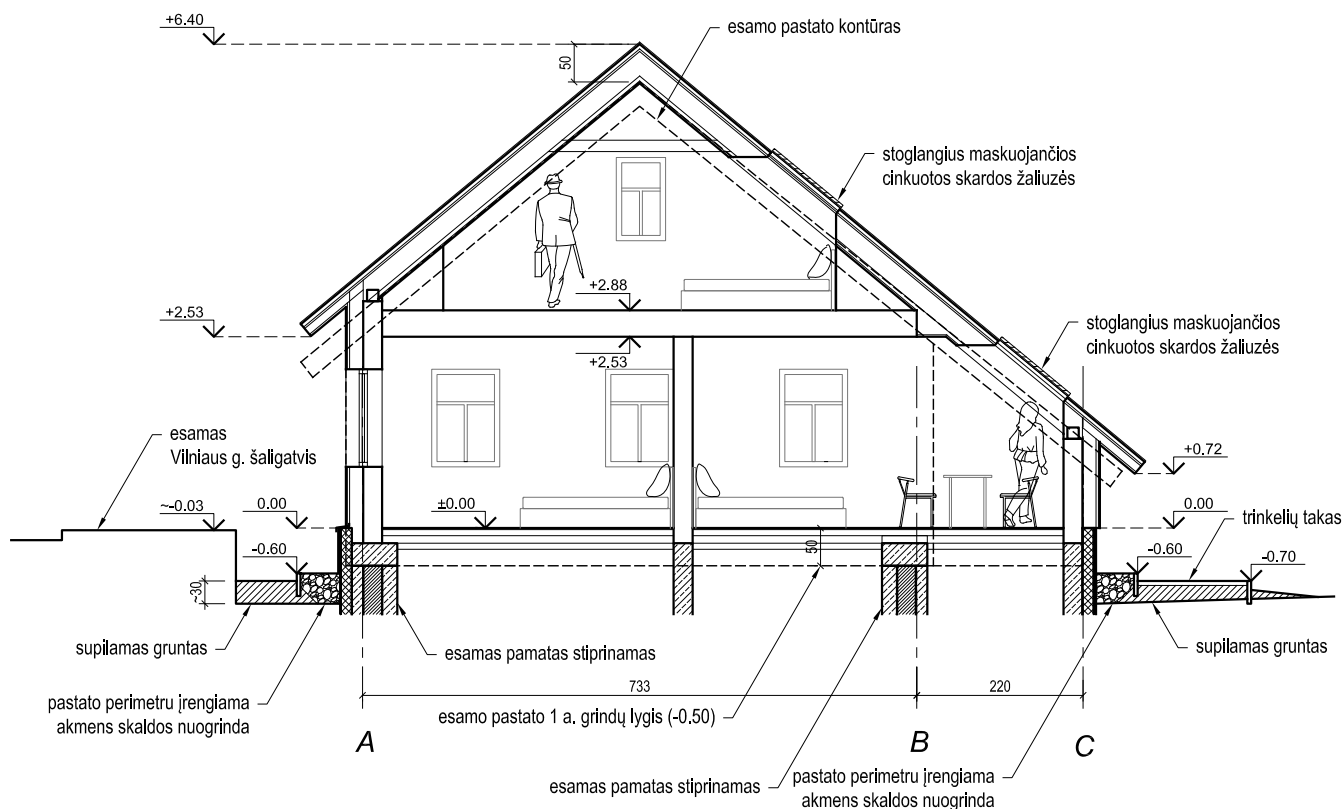 +6.40
esamo pastato kontūras
50
stoglangius maskuojančios
cinkuotos skardos žaliuzės
+2.88
+2.53
+2.53
stoglangius maskuojančios
cinkuotos skardos žaliuzės
esamas
Vilniaus g. šaligatvis
+0.72
~-0.03
0.00
±0.00
0.00
trinkelių takas
50
-0.60
-0.60
-0.70
~30
supilamas gruntas
esamas pamatas stiprinamas
supilamas gruntas
733
220
pastato perimetru įrengiama
akmens skaldos nuogrinda
esamo pastato 1 a. grindų lygis (-0.50)
A
B
C
esamas pamatas stiprinamas
pastato perimetru įrengiama
akmens skaldos nuogrinda